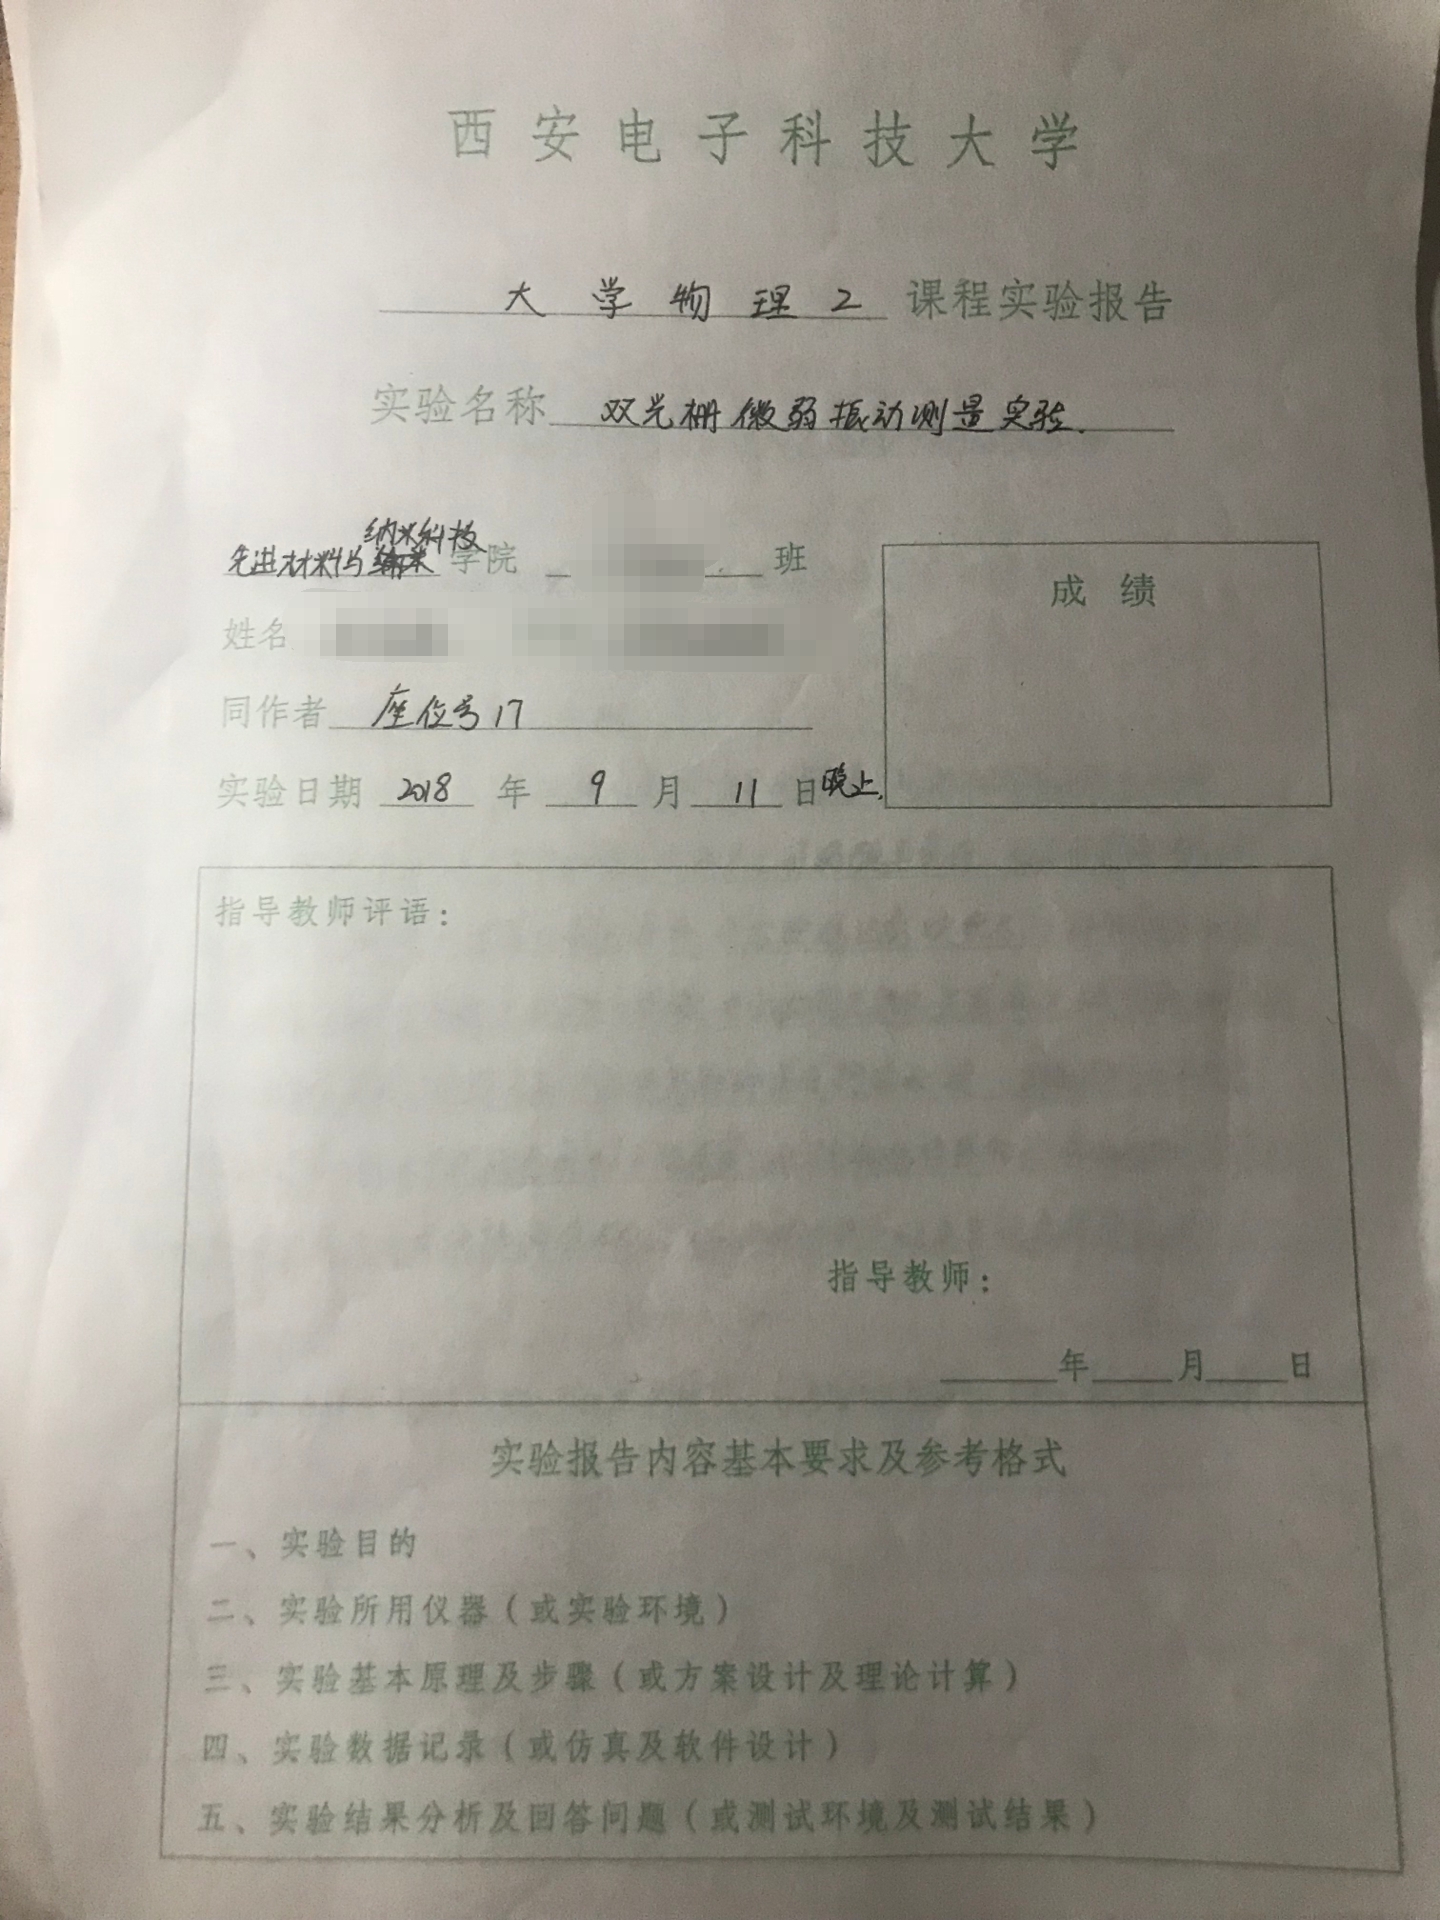 西安电子科技大学
大学物理2 课程实验报告
实验名称 双光栅微弱振动测量实验.
纳米科技
先进材料与 学院 班
成绩
姓名
同作者 座位号17
实验日期 2018 年 9 月 11 日晚上.
指导教师评语:
指导教师:
年 月 日
实验报告内容基本要求及参考格式
一、实验目的
二、实验所用仪器(或实验环境)
三、实验基本原理及步骤(或方案设计及理论计算)
四、实验数据记录(或仿真及软件设计)
五、实验结果分析及回答问题(或测试环境及测试结果)